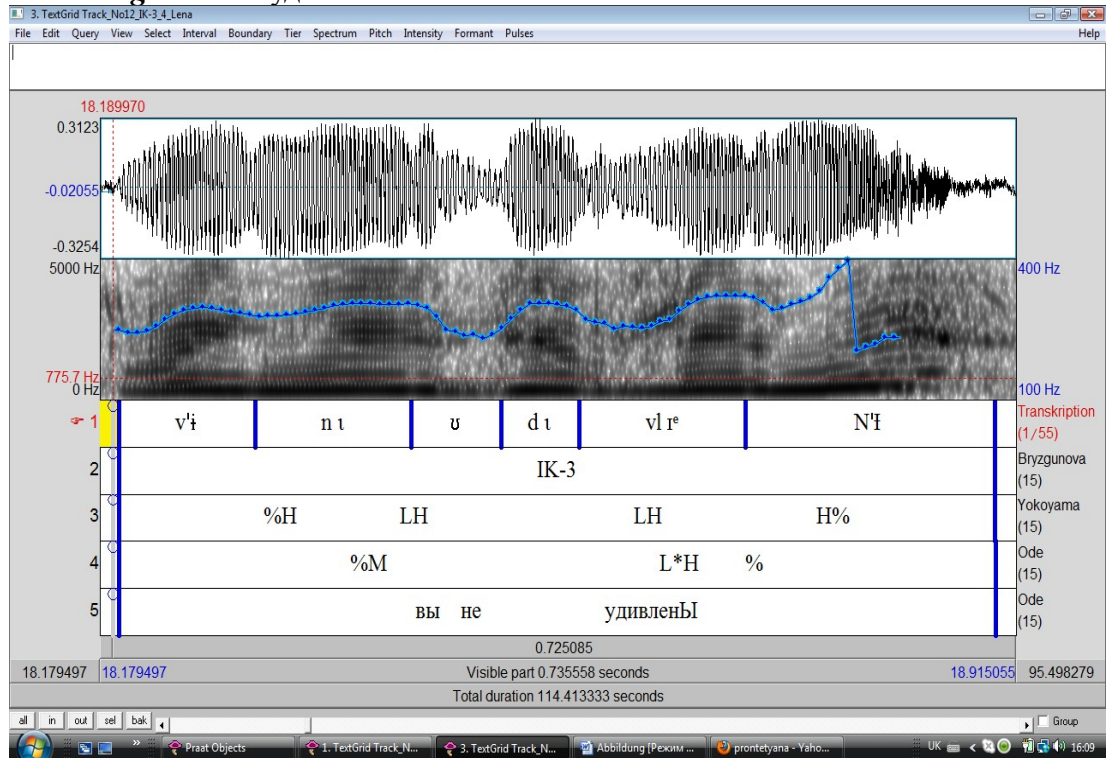 3. TextGrid Track_No12_IK-3_4_Lena
File Edit Query View Select Interval Boundary Tier Spectrum Pitch Intensity Formant Pulses Help
18.189970
0.3123
-0.02055
-0.3254
5000 Hz 400 Hz
775.7 Hz
0 Hz 100 Hz
1 v'ɨ n ɩ ʊ d ɩ vl rᵉ N'Ɨ Transkription
(1/55)
2 IK-3 Bryzgunova
(15)
3 %H LH LH H% Yokoyama
(15)
4 %M L*H % Ode
(15)
5 вы не удивленЫ Ode
(15)
0.725085
18.179497 18.179497 Visible part 0.735558 seconds 18.915055 95.498279
Total duration 114.413333 seconds
all in out sel bak Group
Praat Objects 1. TextGrid Track_N... 3. TextGrid Track_N... Abbildung [Режим ... prontetyana - Yaho... UK 16:09